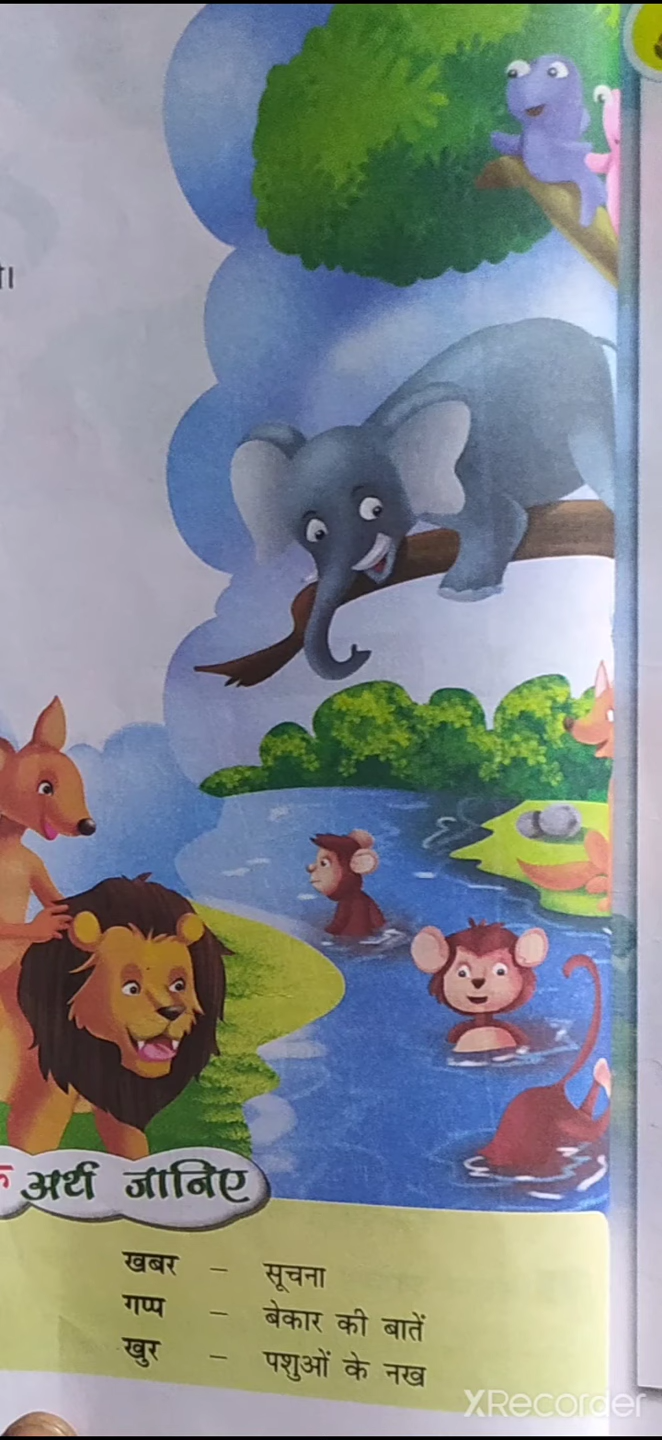 अर्थ जानिए
खबर – सूचना
गप्प – बेकार की बातें
खुर – पशुओं के नख
XRecorder